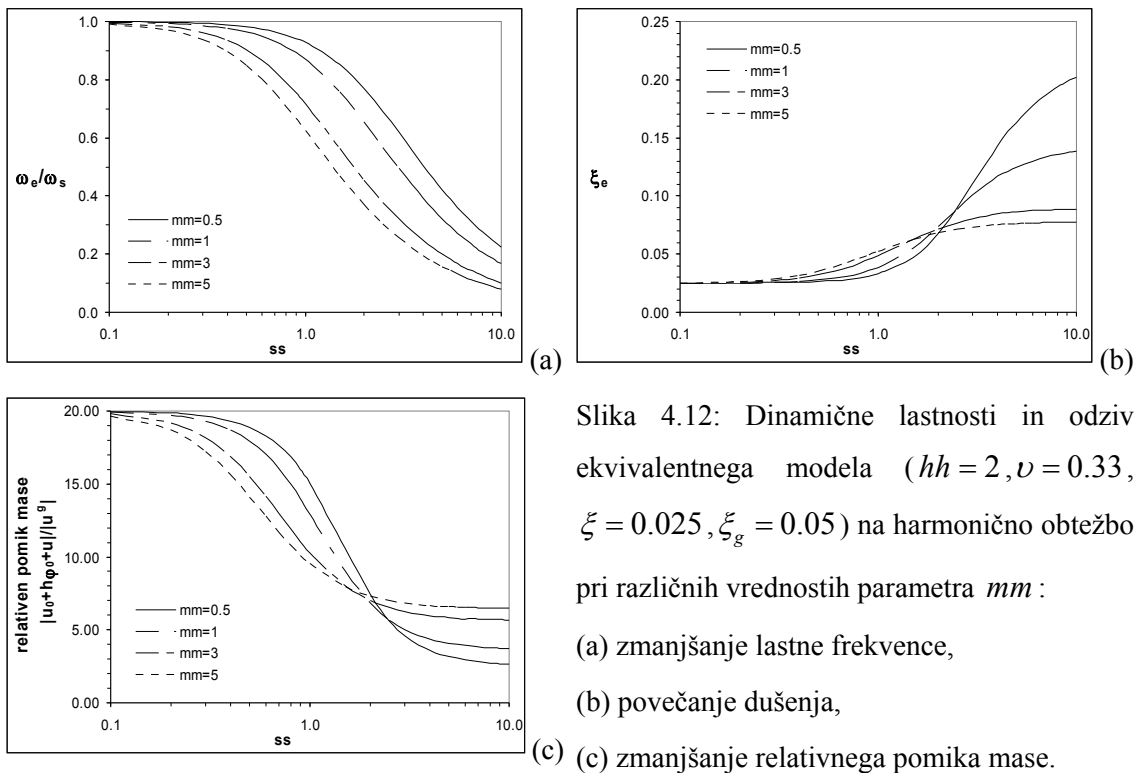 1.0
0.8
0.6
0.4
0.2
0.0
ωe/ωs
mm=0.5
mm=1
mm=3
mm=5
0.1 1.0 10.0
ss
(a)
0.25
0.20
0.15
0.10
0.05
0.00
ξe
mm=0.5
mm=1
mm=3
mm=5
0.1 1.0 10.0
ss
(b)
20.00
15.00
10.00
5.00
0.00
relativen pomik mase
|u0+hφ0+u|/|u^g|
mm=0.5
mm=1
mm=3
mm=5
0.1 1.0 10.0
ss
(c)
Slika 4.12: Dinamične lastnosti in odziv
ekvivalentnega modela (hh = 2, υ = 0.33,
ξ = 0.025, ξg = 0.05) na harmonično obtežbo
pri različnih vrednostih parametra mm:
(a) zmanjšanje lastne frekvence,
(b) povečanje dušenja,
(c) zmanjšanje relativnega pomika mase.